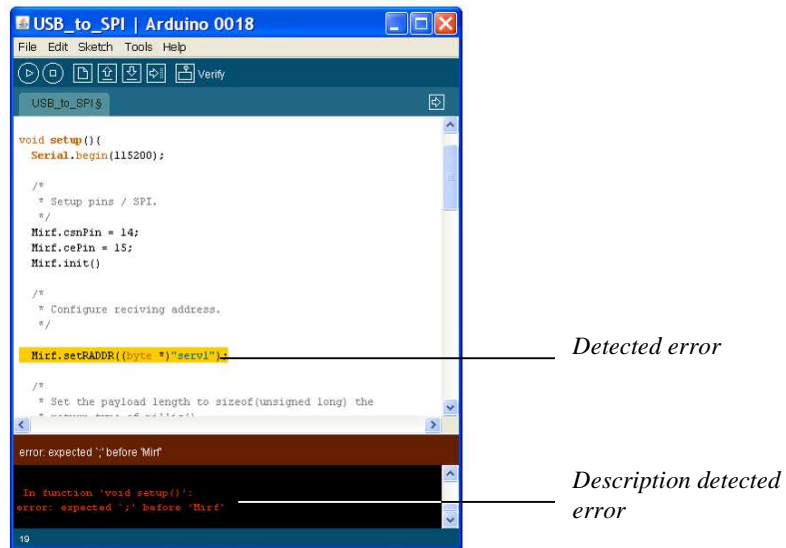 USB_to_SPI | Arduino 0018
File Edit Sketch Tools Help
Verify
USB_to_SPI §
void setup(){
Serial.begin(115200);
/*
* Setup pins / SPI.
*/
Mirf.csnPin = 14;
Mirf.cePin = 15;
Mirf.init()
/*
* Configure reciving address.
*/
Mirf.setRADDR((byte *)"serv1");
Detected error
/*
* Set the payload length to sizeof(unsigned long) the
error: expected `;' before 'Mirf'
In function 'void setup()':
error: expected `;' before 'Mirf'
Description detected
error
19